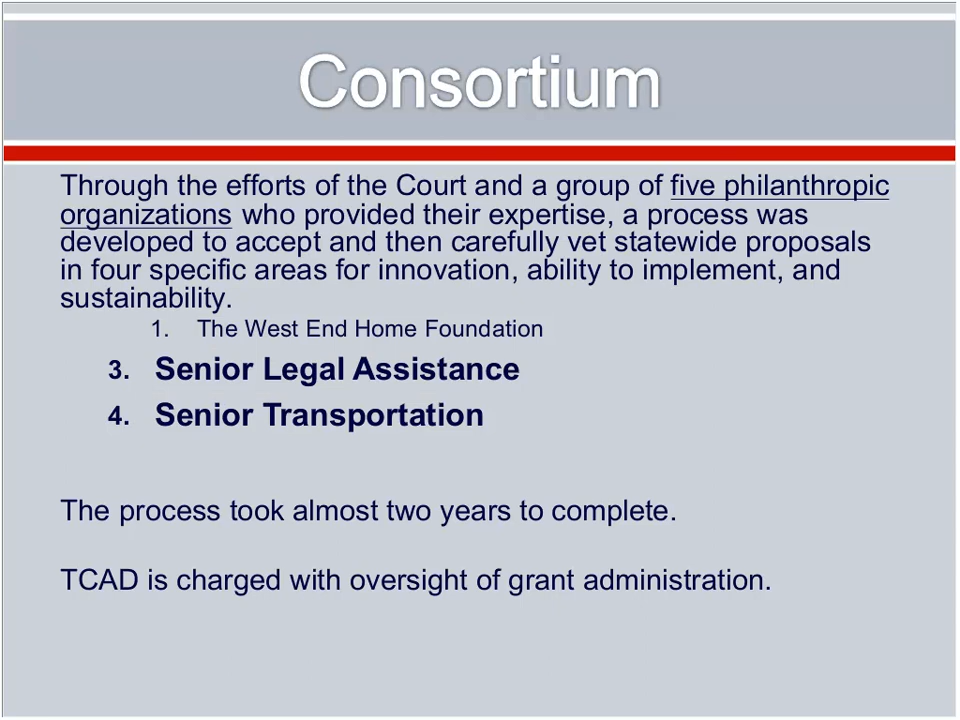 Consortium
Through the efforts of the Court and a group of five philanthropic
organizations who provided their expertise, a process was
developed to accept and then carefully vet statewide proposals
in four specific areas for innovation, ability to implement, and
sustainability.
1. The West End Home Foundation
3. Senior Legal Assistance
4. Senior Transportation
The process took almost two years to complete.
TCAD is charged with oversight of grant administration.